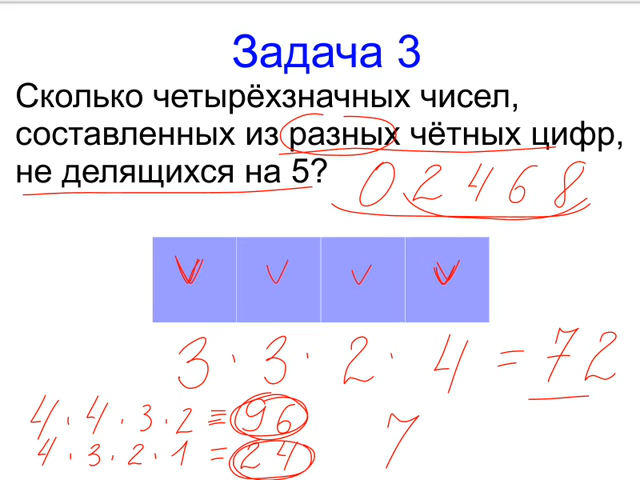 Задача 3
Сколько четырёхзначных чисел,
составленных из разных чётных цифр,
не делящихся на 5?
0 2 4 6 8
3 · 3 · 2 · 4 = 72
4 · 4 · 3 · 2 = 96
4 · 3 · 2 · 1 = 24
7